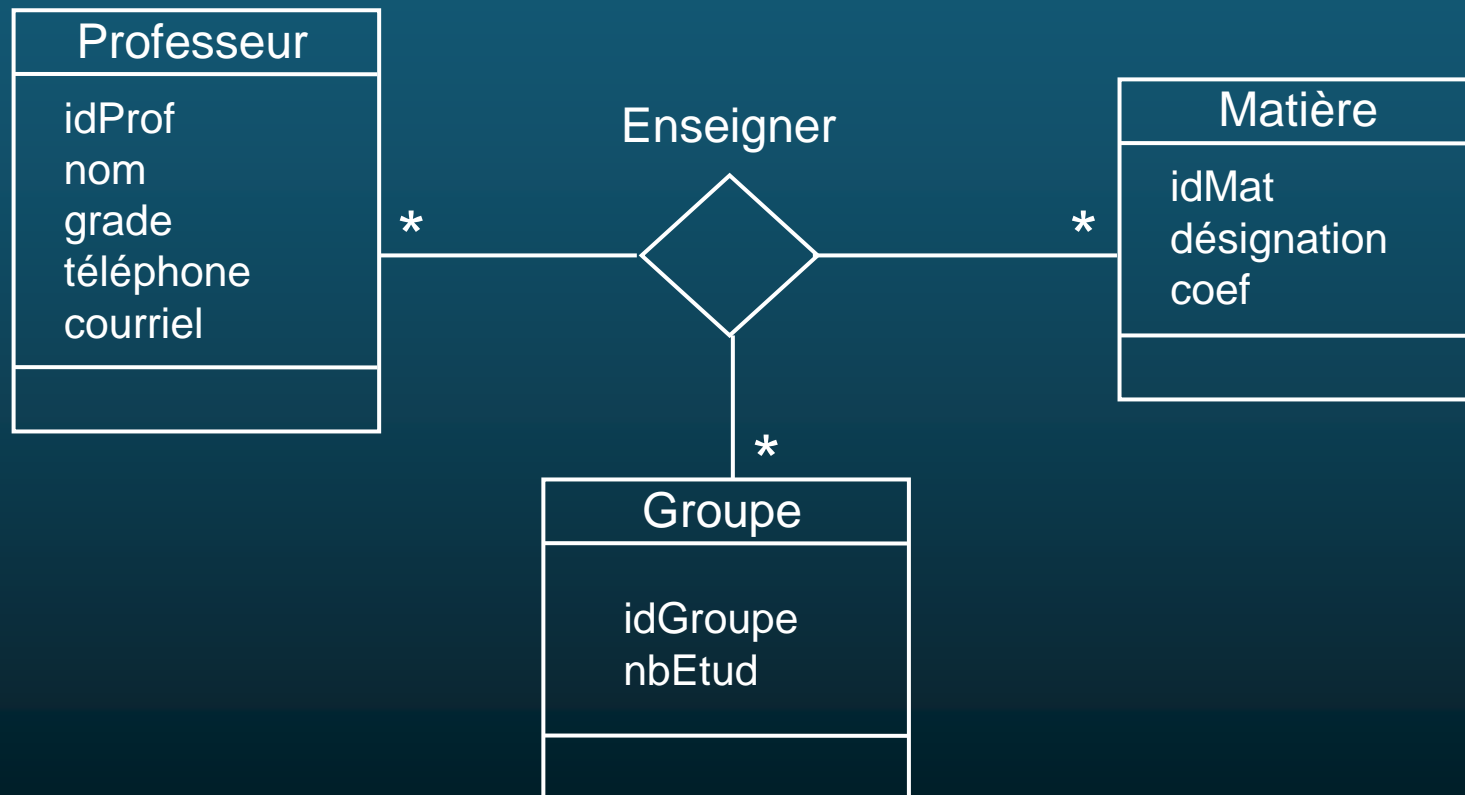 Professeur
idProf
nom
grade
téléphone
courriel
*
Enseigner
*
Matière
idMat
désignation
coef
*
Groupe
idGroupe
nbEtud